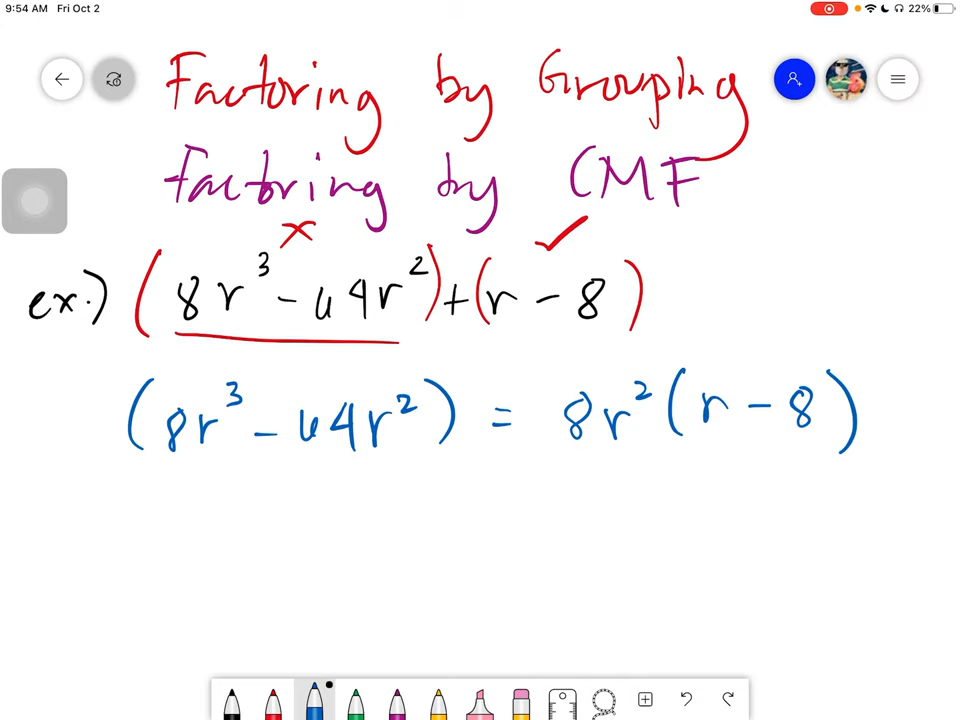 9:54 AM Fri Oct 2 22%
Factoring by Grouping
Factoring by CMF
ex.) (8r³ - 64r²) + (r - 8)
(8r³ - 64r²) = 8r² (r - 8)